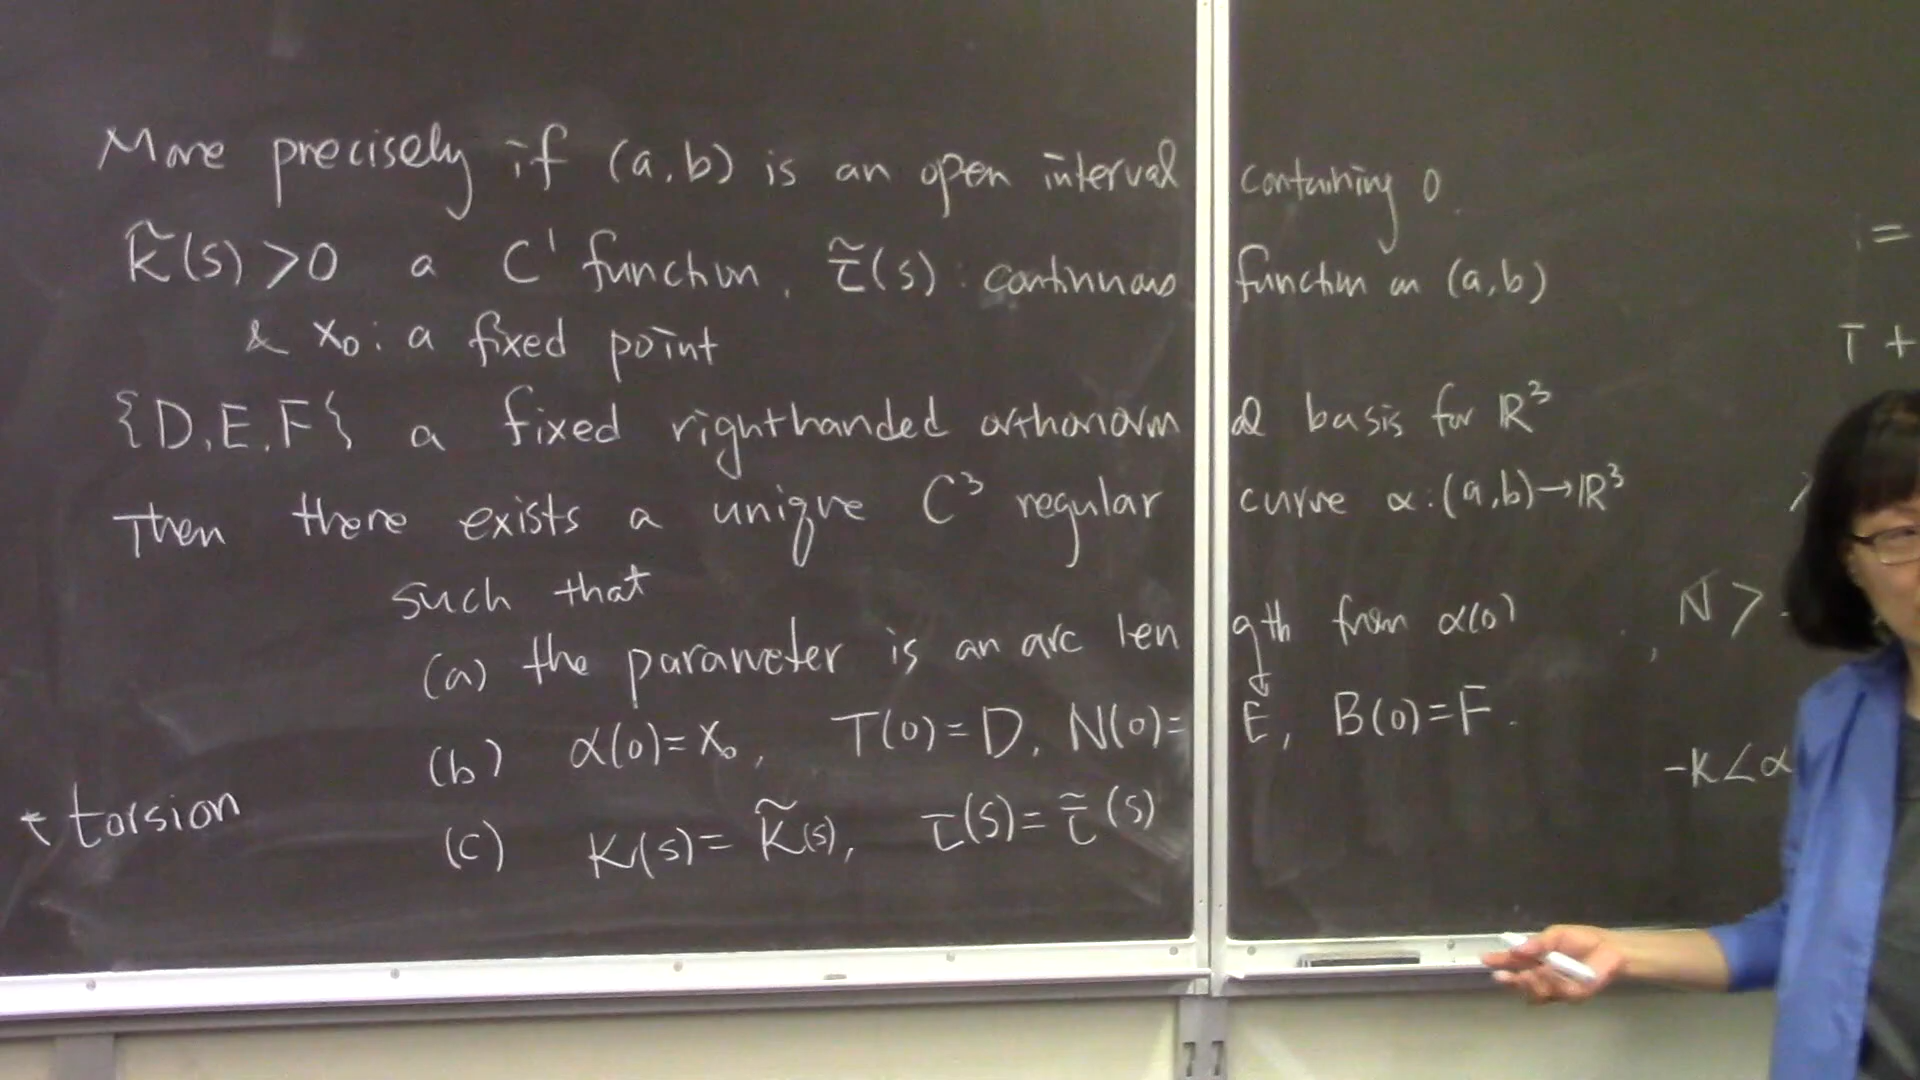 More precisely if (a,b) is an open interval containing 0.
κ̃(s)>0 a C¹ function, τ̃(s): continuous function on (a,b)
& x₀: a fixed point
{D,E,F} a fixed righthanded orthonormal basis for ℝ³
Then there exists a unique C³ regular curve α:(a,b)→ℝ³
such that
(a) the parameter is an arc length from α(0)
(b) α(0)=x₀, T(0)=D, N(0)=E, B(0)=F.
(c) κ(s)=κ̃(s), τ(s)=τ̃(s)
torsion
=
T +
N >
-κ<α